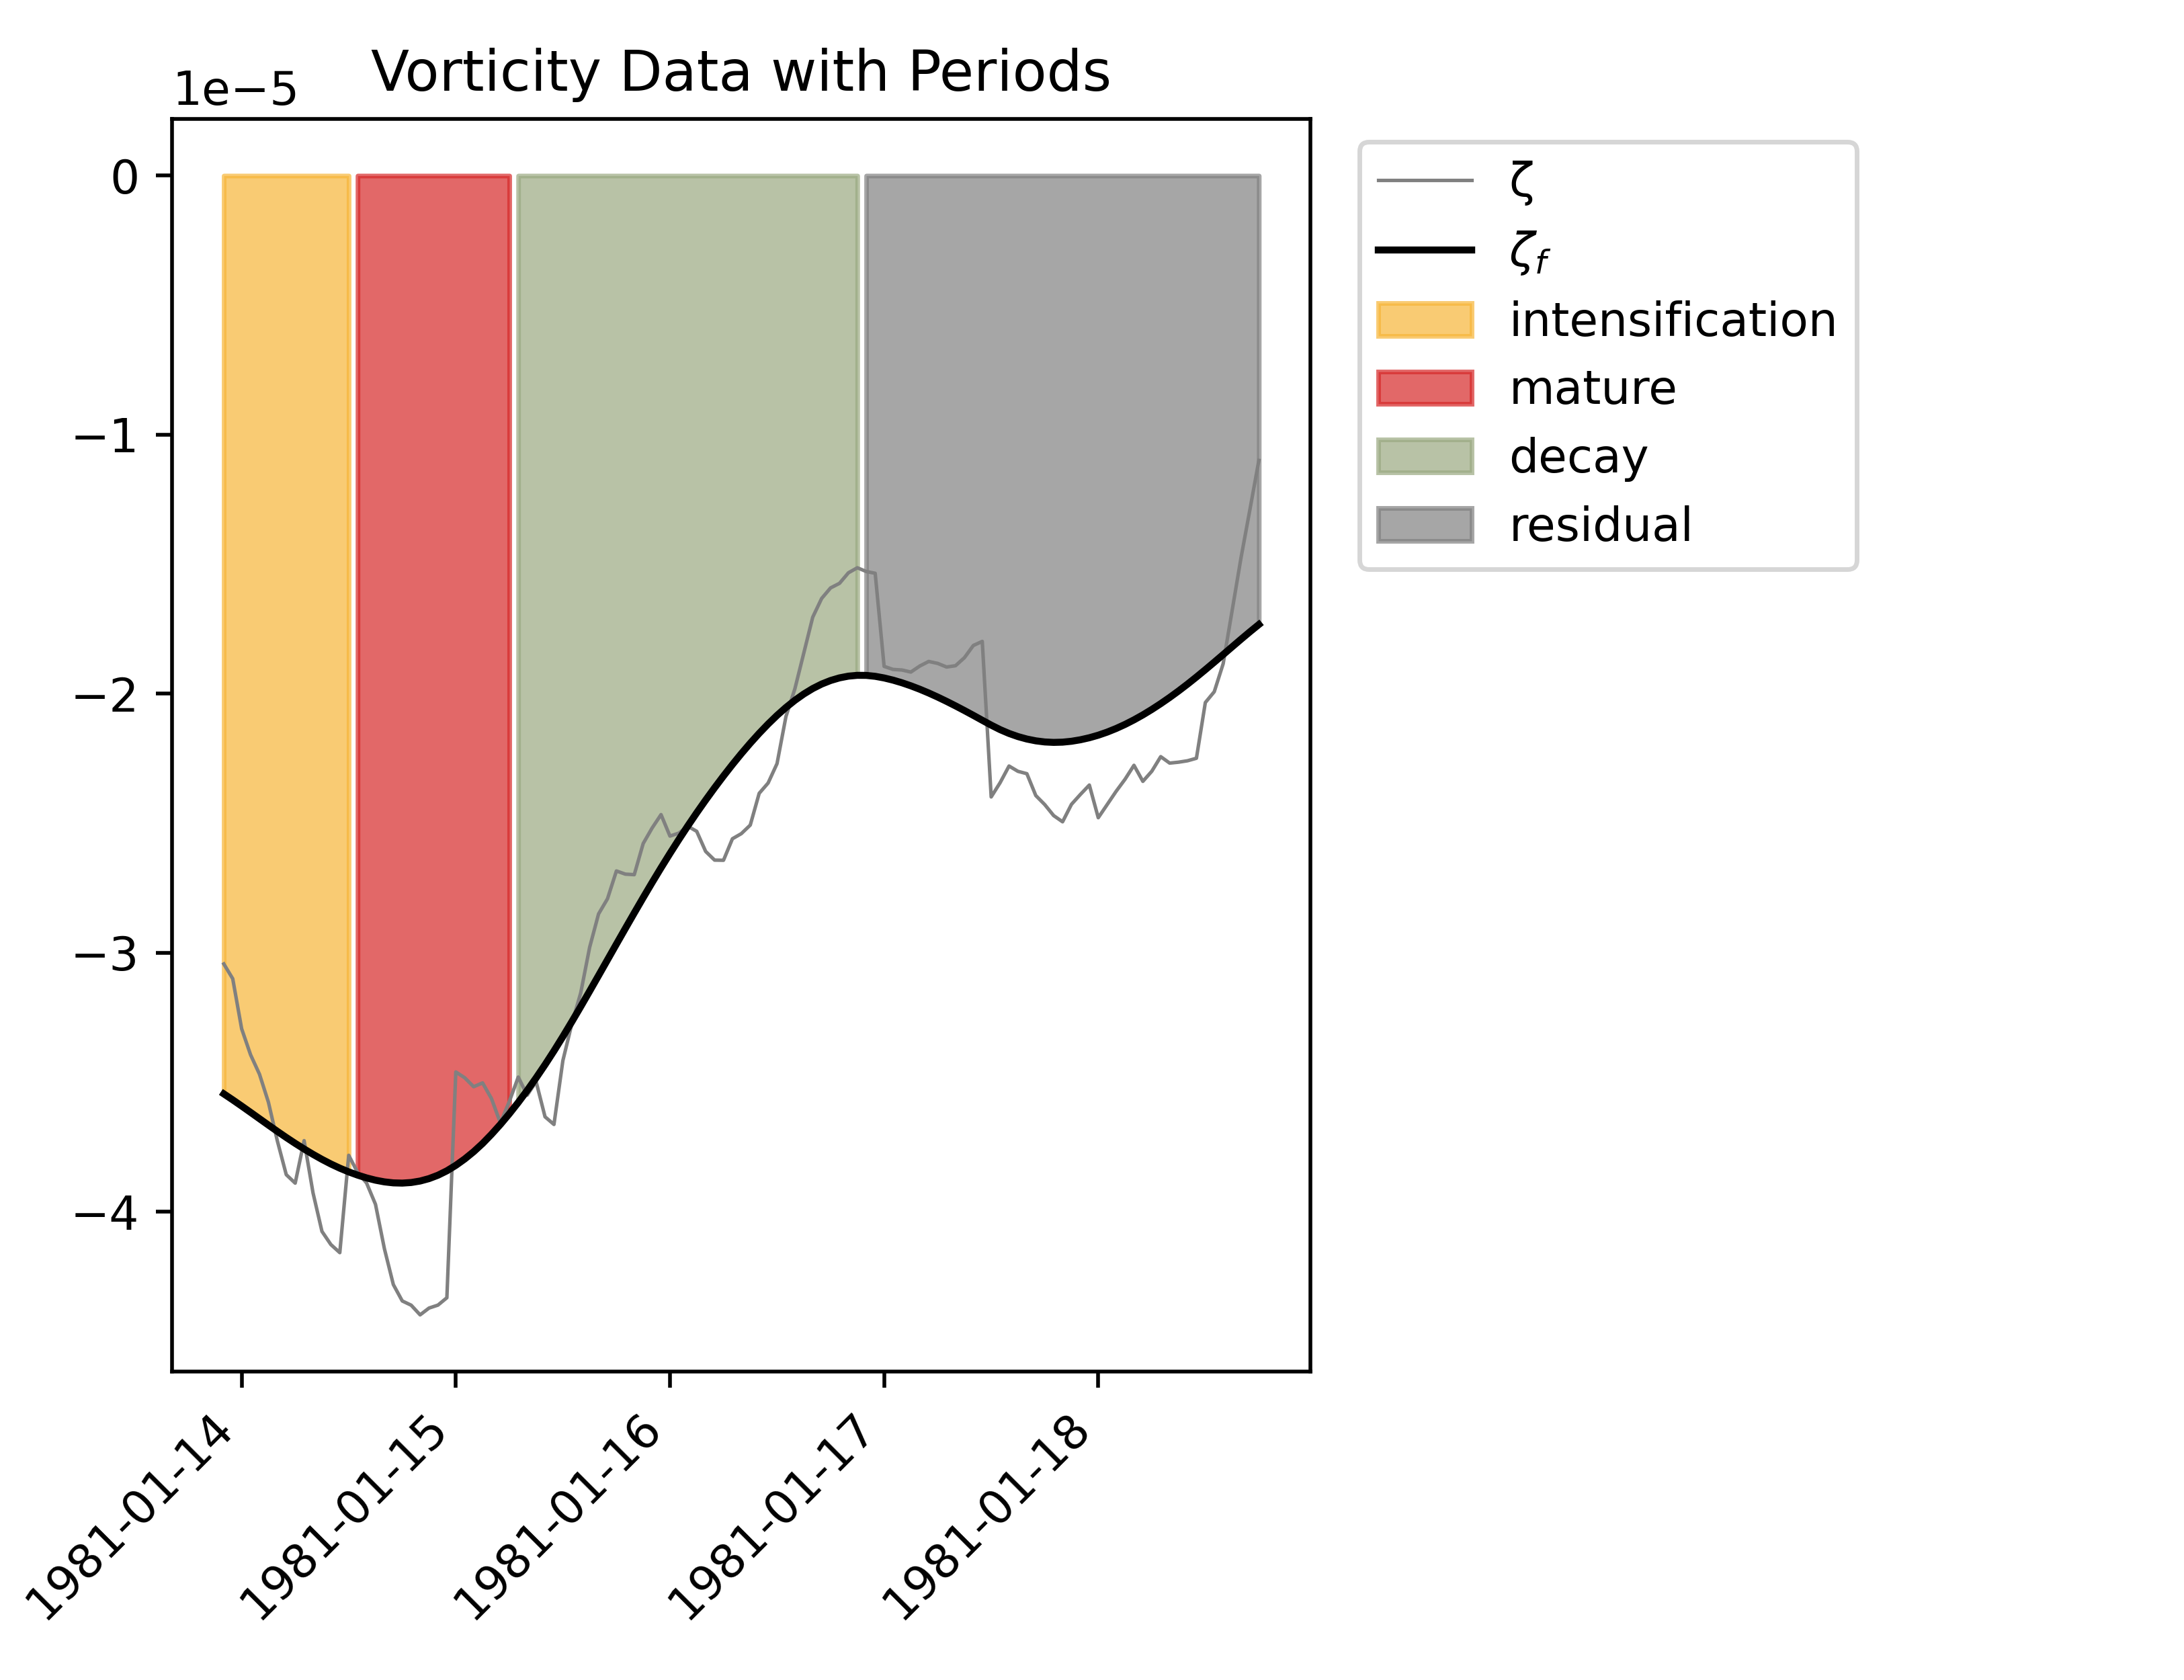 Vorticity Data with Periods
1e−5
0
−1
−2
−3
−4
1981-01-14
1981-01-15
1981-01-16
1981-01-17
1981-01-18
ζ
ζf
intensification
mature
decay
residual